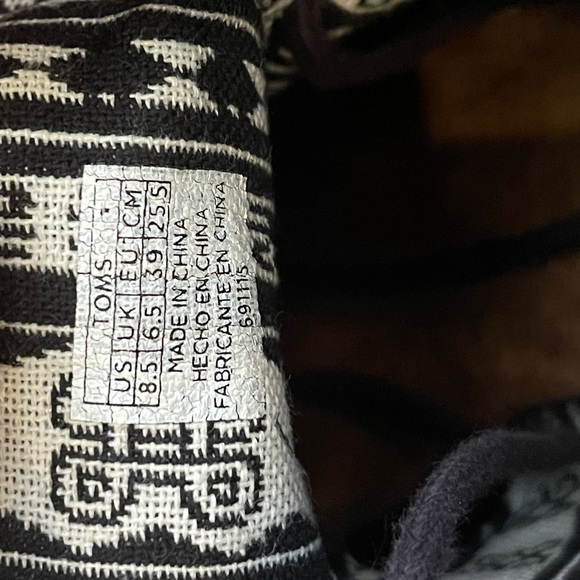 TOMS
US UK EU CM
8.5 6.5 39 25.5
MADE IN CHINA
HECHO EN CHINA
FABRICANTE EN CHINA
691115